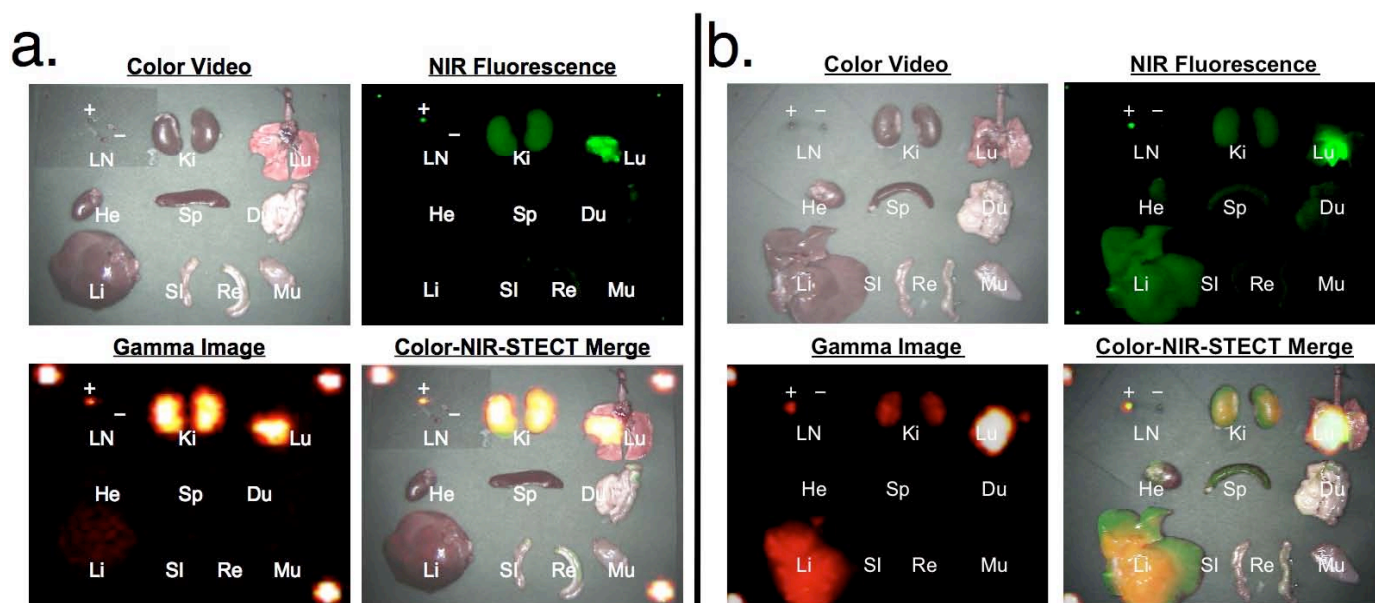 a.
Color Video
NIR Fluorescence
+
−
LN
Ki
Lu
He
Sp
Du
Li
SI
Re
Mu
+
−
LN
Ki
Lu
He
Sp
Du
Li
SI
Re
Mu
Gamma Image
Color-NIR-STECT Merge
+
−
LN
Ki
Lu
He
Sp
Du
Li
SI
Re
Mu
+
−
LN
Ki
Lu
He
Sp
Du
Li
SI
Re
Mu
b.
Color Video
NIR Fluorescence
+ −
LN
Ki
Lu
He
Sp
Du
Li
SI
Re
Mu
+ −
LN
Ki
Lu
He
Sp
Du
Li
SI
Re
Mu
Gamma Image
Color-NIR-STECT Merge
+ −
LN
Ki
Lu
He
Sp
Du
Li
SI
Re
Mu
+ −
LN
Ki
Lu
He
Sp
Du
Li
SI
Re
Mu